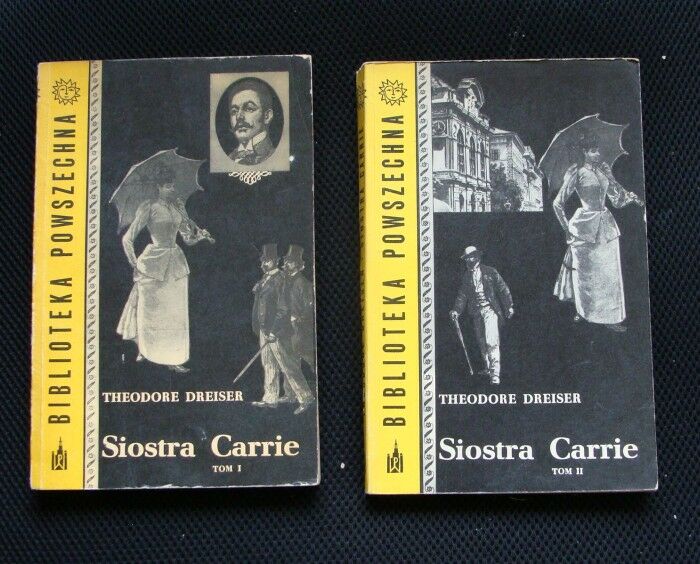 BIBLIOTEKA POWSZECHNA
THEODORE DREISER
Siostra Carrie
TOM I
BIBLIOTEKA POWSZECHNA
THEODORE DREISER
Siostra Carrie
TOM II